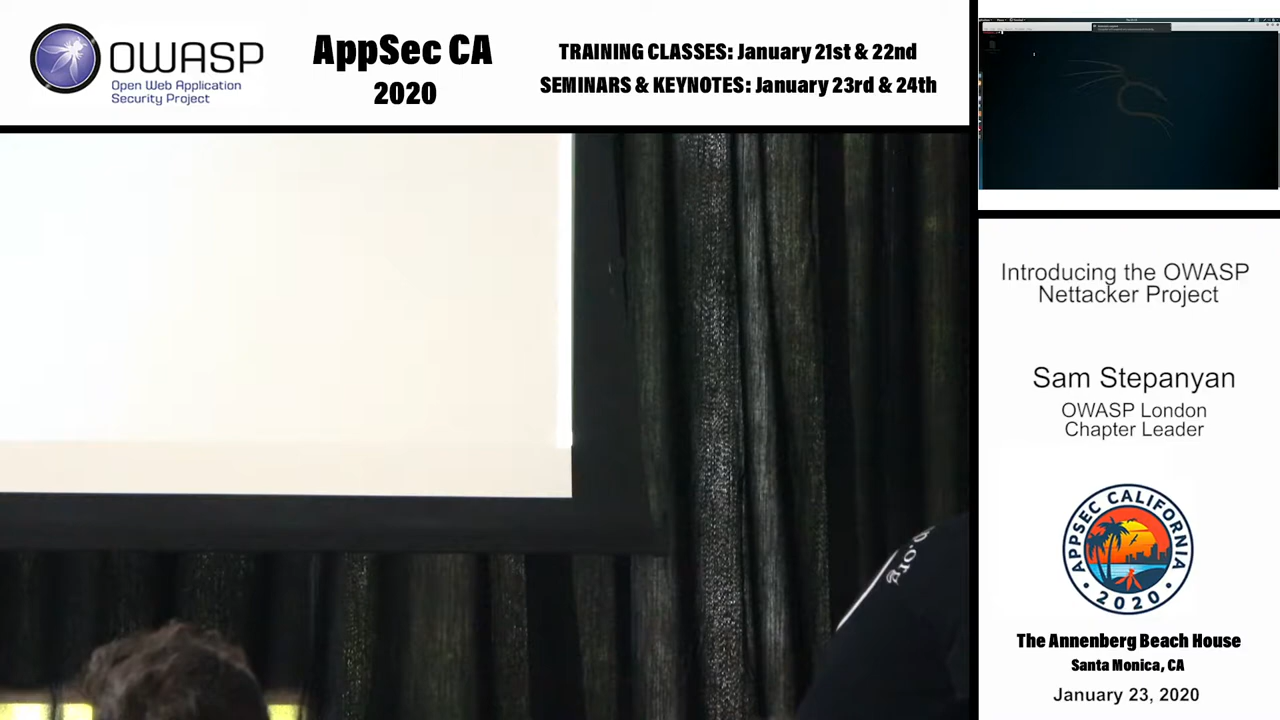 OWASP
Open Web Application
Security Project
AppSec CA
2020
TRAINING CLASSES: January 21st & 22nd
SEMINARS & KEYNOTES: January 23rd & 24th
.org
Introducing the OWASP
Nettacker Project
Sam Stepanyan
OWASP London
Chapter Leader
APPSEC CALIFORNIA
• 2020 •
The Annenberg Beach House
Santa Monica, CA
January 23, 2020